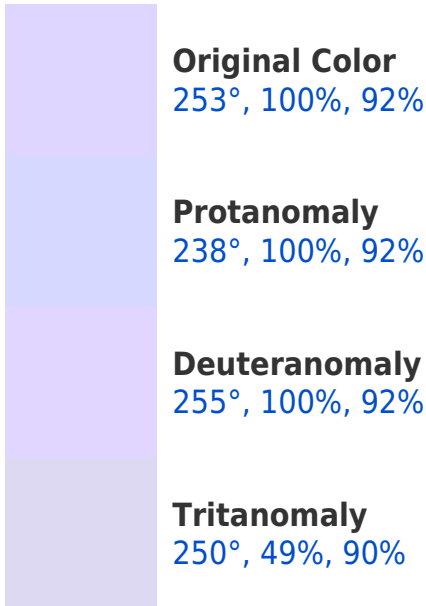 Original Color
253°, 100%, 92%
Protanomaly
238°, 100%, 92%
Deuteranomaly
255°, 100%, 92%
Tritanomaly
250°, 49%, 90%